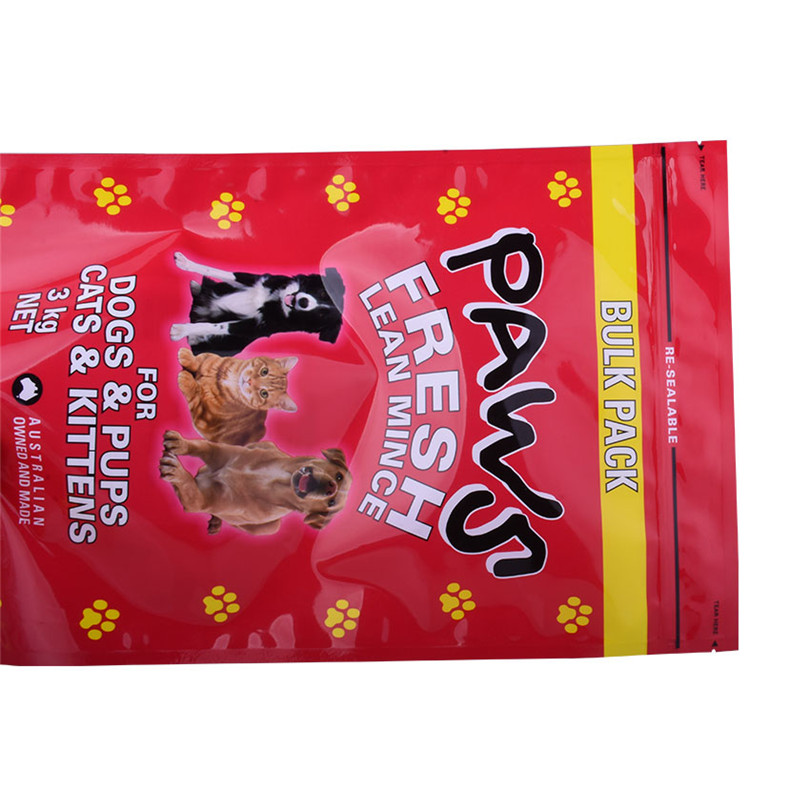 TEAR HERE
TEAR HERE
RE-SEALABLE
BULK PACK
PAWS
FRESH
LEAN MINCE
FOR
DOGS & PUPS
CATS & KITTENS
3 kg
NET
AUSTRALIAN
OWNED AND MADE